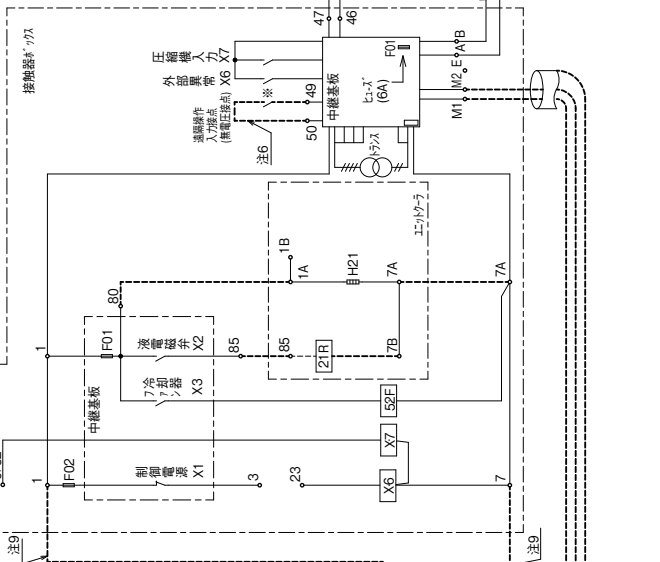 接触器ボックス
47
46
圧縮機入力
X7
外部異常
X6
※
49
遠隔操作
入力接点
(無電圧接点)
50
注6
中継基板
F01
ヒューズ
(6A)
B
A
E
M2
M1
トランス
ユニットクーラ
1B
1A
H21
7A
7A
80
1
F01
液電磁弁
X2
85
85
21R
7B
冷却器
ファン
X3
中継基板
52F
X7
1
F02
制御電源
X1
3
23
X6
7
注9
注9